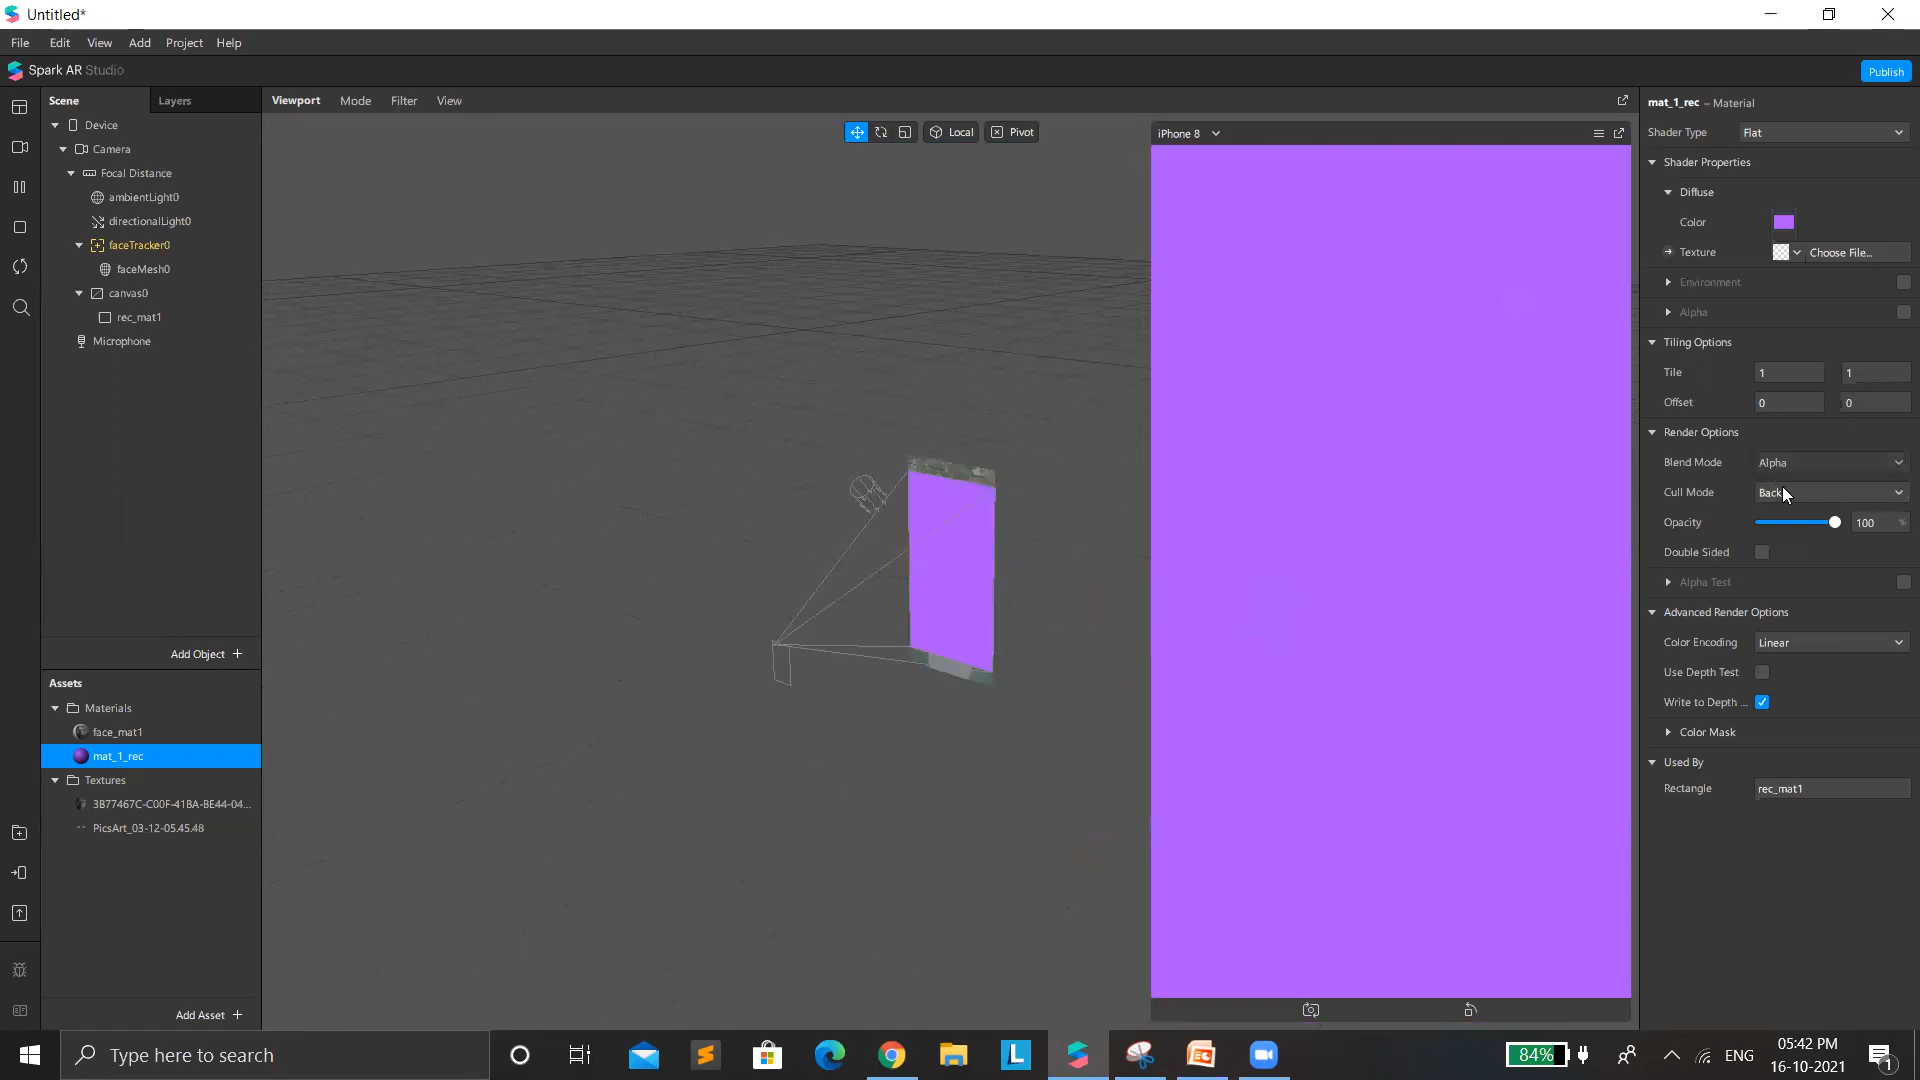 Untitled*
File Edit View Add Project Help
Spark AR Studio
Publish
Scene
Layers
Device
Camera
Focal Distance
ambientLight0
directionalLight0
faceTracker0
faceMesh0
canvas0
rec_mat1
Microphone
Add Object +
Assets
Materials
face_mat1
mat_1_rec
Textures
3B77467C-C00F-41BA-BE44-04...
PicsArt_03-12-05.45.48
Add Asset +
Viewport Mode Filter View
Local
Pivot
iPhone 8
mat_1_rec – Material
Shader Type Flat
Shader Properties
Diffuse
Color
Texture Choose File...
Environment
Alpha
Tiling Options
Tile 1 1
Offset 0 0
Render Options
Blend Mode Alpha
Cull Mode Back
Opacity 100 %
Double Sided
Alpha Test
Advanced Render Options
Color Encoding Linear
Use Depth Test
Write to Depth ...
Color Mask
Used By
Rectangle rec_mat1
Type here to search
84%
ENG
05:42 PM
16-10-2021
1